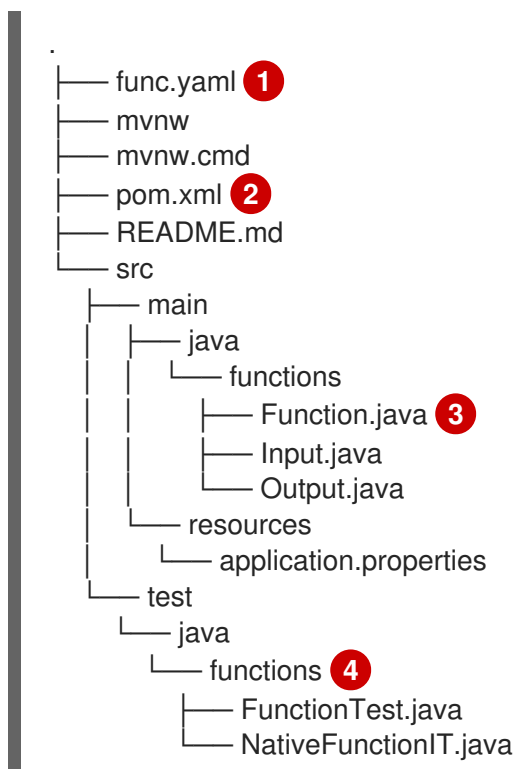 .
├── func.yaml 1
├── mvnw
├── mvnw.cmd
├── pom.xml 2
├── README.md
└── src
    ├── main
    │   ├── java
    │   │   └── functions
    │   │       ├── Function.java 3
    │   │       ├── Input.java
    │   │       └── Output.java
    │   └── resources
    │       └── application.properties
    └── test
        └── java
            └── functions 4
                ├── FunctionTest.java
                └── NativeFunctionIT.java